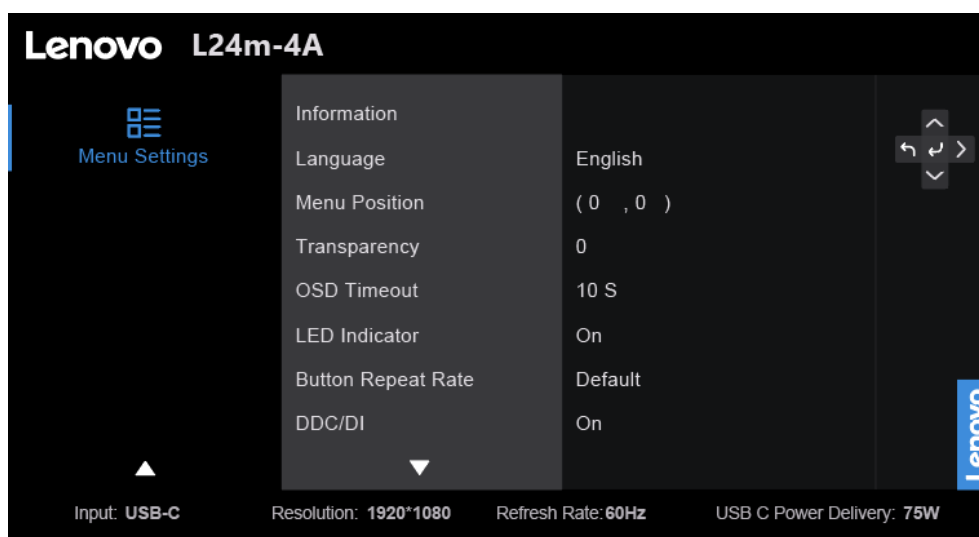 Lenovo L24m-4A
Menu Settings
Information
Language English
Menu Position ( 0 , 0 )
Transparency 0
OSD Timeout 10 S
LED Indicator On
Button Repeat Rate Default
DDC/DI On
Lenovo
Input: USB-C Resolution: 1920*1080 Refresh Rate:60Hz USB C Power Delivery: 75W